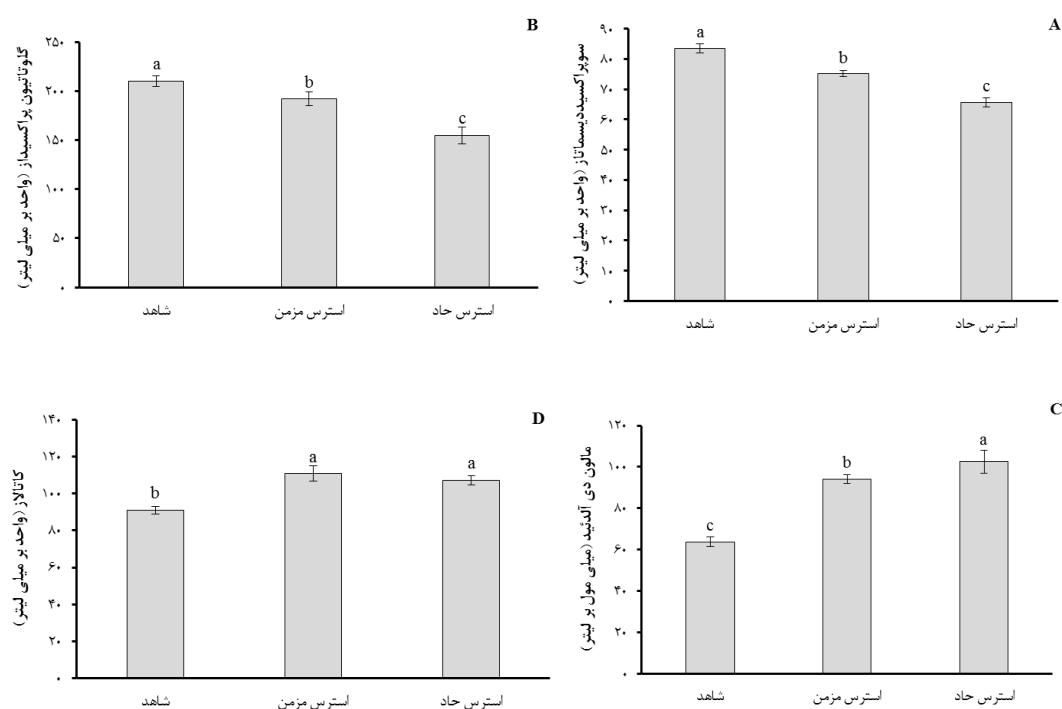 A
سوپراکسیددیسماتاز (واحد بر میلی لیتر)
۹۰
۸۰
۷۰
۶۰
۵۰
۴۰
۳۰
۲۰
۱۰
۰
a
b
c
شاهد
استرس مزمن
استرس حاد
B
گلوتاتیون پراکسیداز (واحد بر میلی لیتر)
۲۵۰
۲۰۰
۱۵۰
۱۰۰
۵۰
۰
a
b
c
شاهد
استرس مزمن
استرس حاد
C
مالون دی آلدئید (میلی مول بر لیتر)
۱۲۰
۱۰۰
۸۰
۶۰
۴۰
۲۰
۰
c
b
a
شاهد
استرس مزمن
استرس حاد
D
کاتالاز (واحد بر میلی لیتر)
۱۴۰
۱۲۰
۱۰۰
۸۰
۶۰
۴۰
۲۰
۰
b
a
a
شاهد
استرس مزمن
استرس حاد